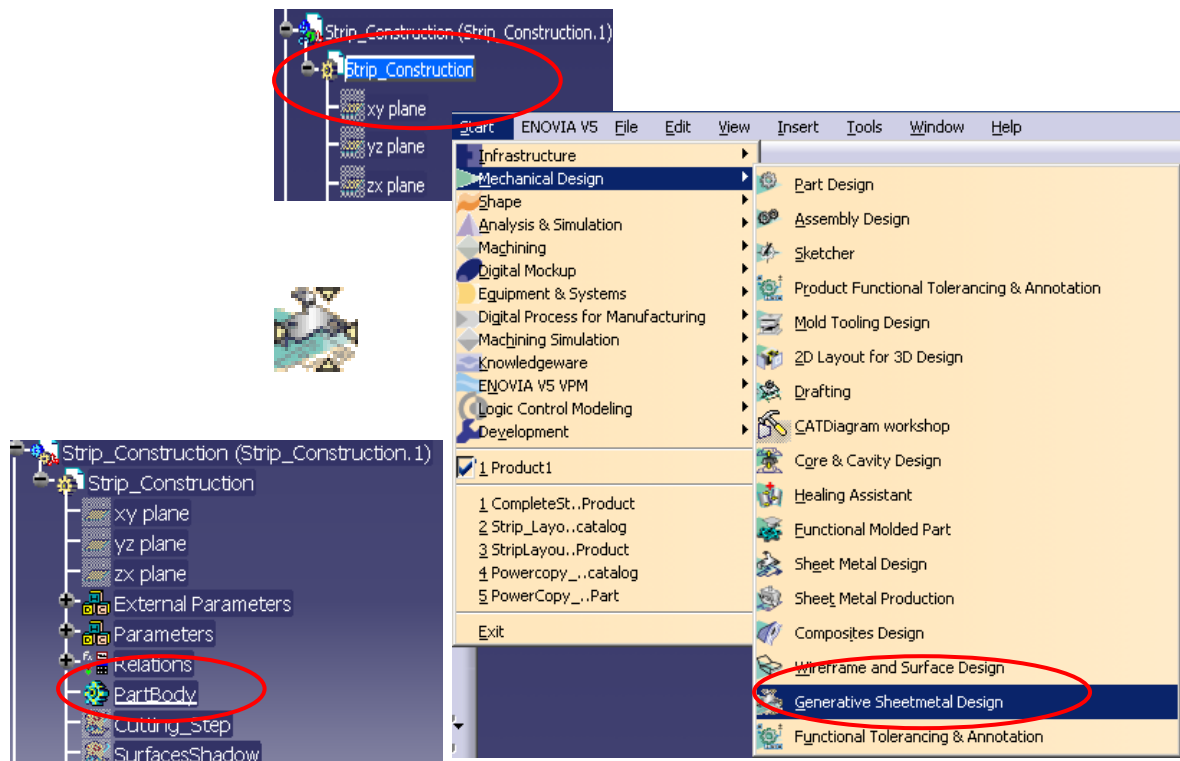 Strip_Construction (Strip_Construction.1)
Strip_Construction
xy plane
yz plane
zx plane
Start ENOVIA V5 File Edit View Insert Tools Window Help
Infrastructure
Mechanical Design
Shape
Analysis & Simulation
Machining
Digital Mockup
Equipment & Systems
Digital Process for Manufacturing
Machining Simulation
Knowledgeware
ENOVIA V5 VPM
Logic Control Modeling
Development
1 Product1
1 CompleteSt..Product
2 Strip_Layo..catalog
3 StripLayou..Product
4 Powercopy_..catalog
5 PowerCopy_..Part
Exit
Part Design
Assembly Design
Sketcher
Product Functional Tolerancing & Annotation
Mold Tooling Design
2D Layout for 3D Design
Drafting
CATDiagram workshop
Core & Cavity Design
Healing Assistant
Functional Molded Part
Sheet Metal Design
Sheet Metal Production
Composites Design
Wireframe and Surface Design
Generative Sheetmetal Design
Functional Tolerancing & Annotation
Strip_Construction (Strip_Construction.1)
Strip_Construction
xy plane
yz plane
zx plane
External Parameters
Parameters
Relations
PartBody
Cutting_Step
SurfacesShadow